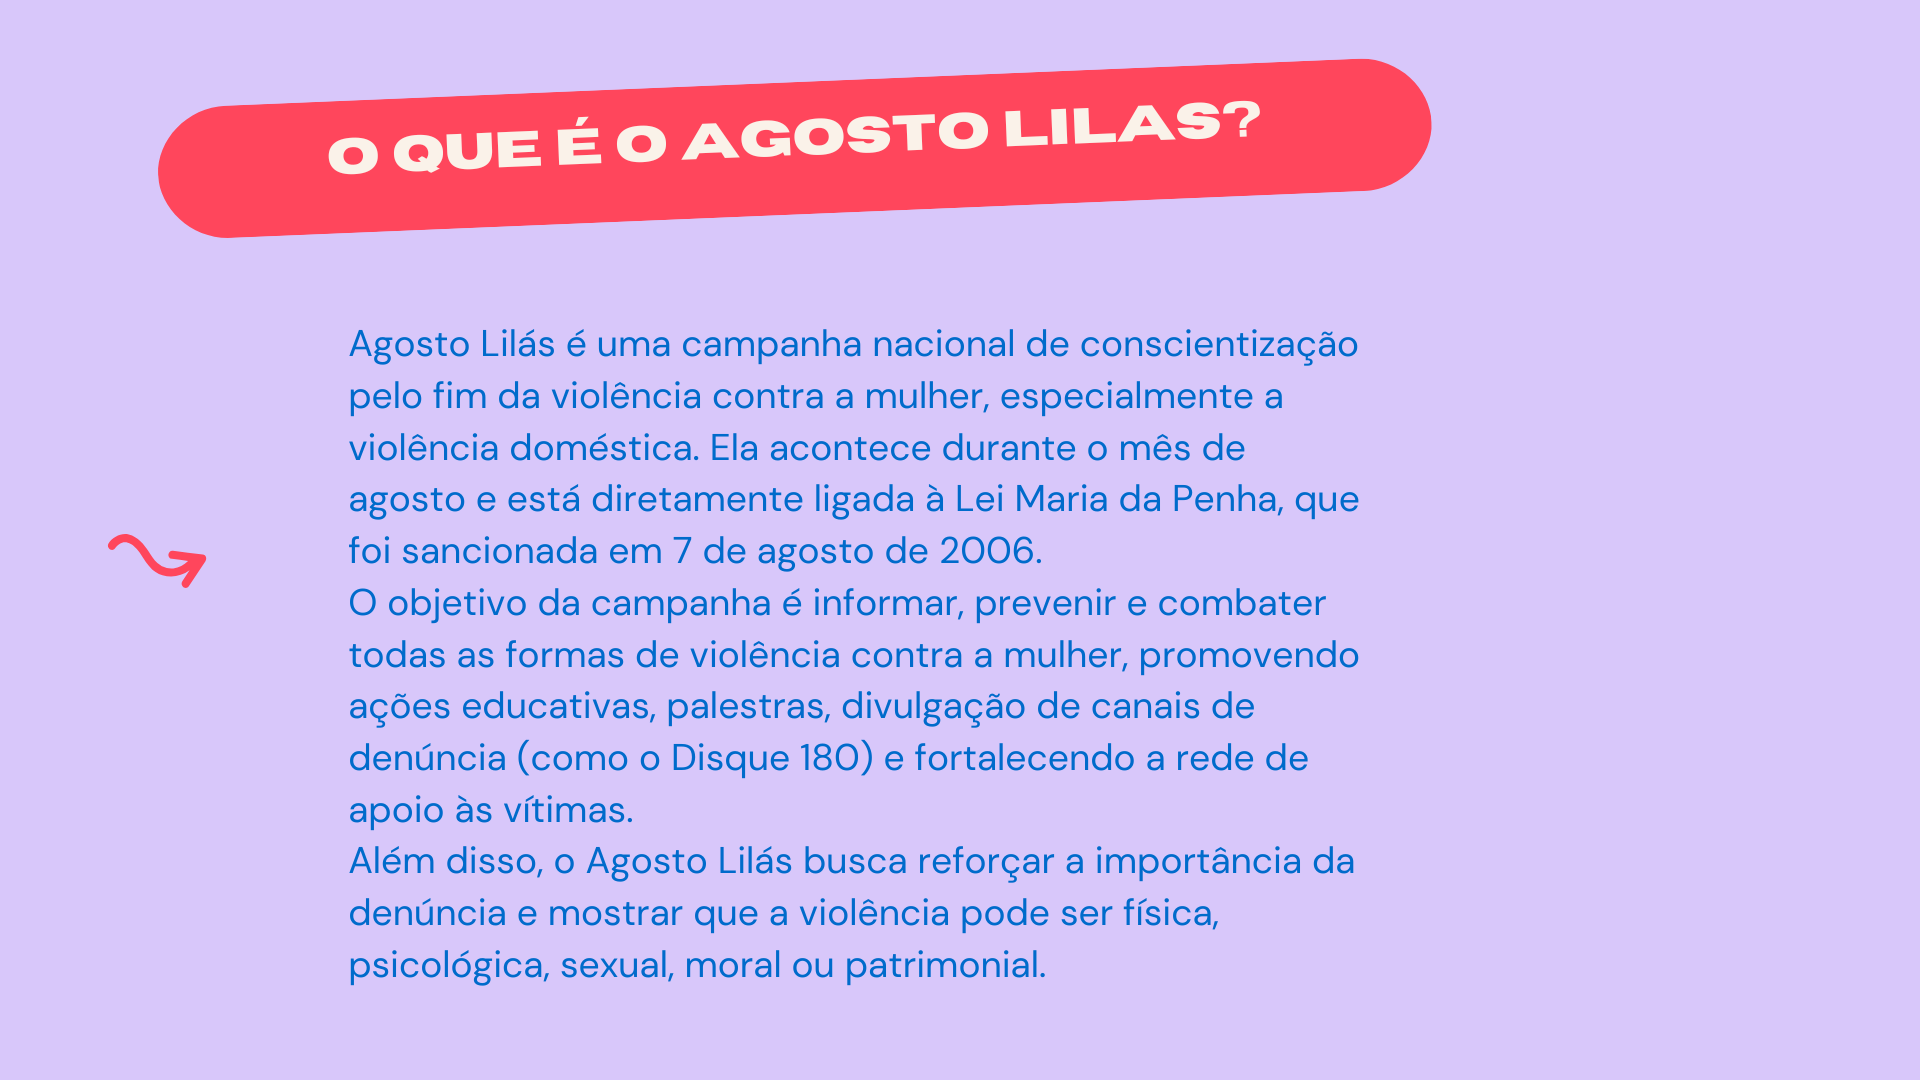 O QUE É O AGOSTO LILAS?
Agosto Lilás é uma campanha nacional de conscientização
pelo fim da violência contra a mulher, especialmente a
violência doméstica. Ela acontece durante o mês de
agosto e está diretamente ligada à Lei Maria da Penha, que
foi sancionada em 7 de agosto de 2006.
O objetivo da campanha é informar, prevenir e combater
todas as formas de violência contra a mulher, promovendo
ações educativas, palestras, divulgação de canais de
denúncia (como o Disque 180) e fortalecendo a rede de
apoio às vítimas.
Além disso, o Agosto Lilás busca reforçar a importância da
denúncia e mostrar que a violência pode ser física,
psicológica, sexual, moral ou patrimonial.